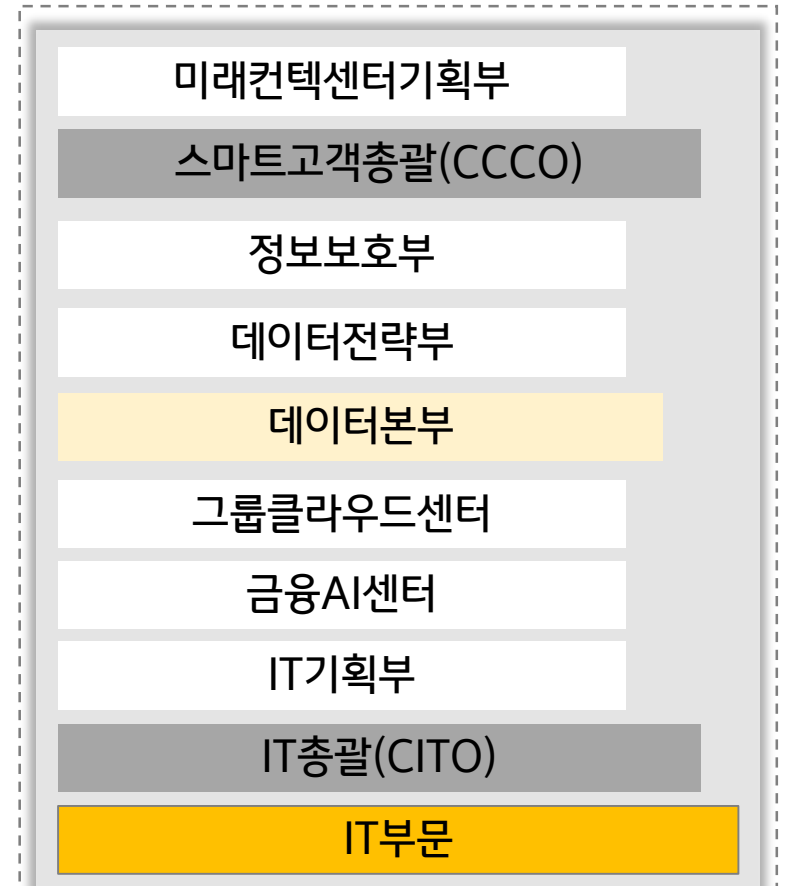 미래컨텍센터기획부
스마트고객총괄(CCCO)
정보보호부
데이터전략부
데이터본부
그룹클라우드센터
금융AI센터
IT기획부
IT총괄(CITO)
IT부문